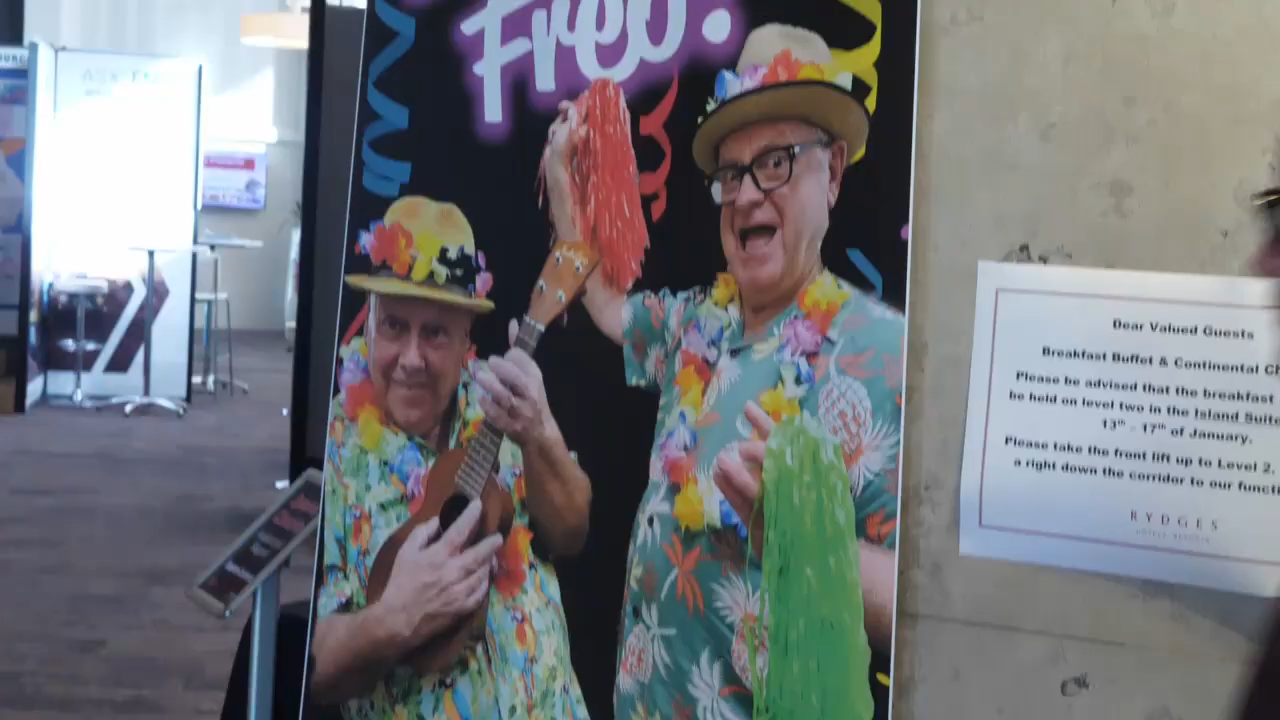 Free!
Dear Valued Guests
Breakfast Buffet & Continental
Please be advised that the breakfast
be held on level two in the Island Suite
13th – 17th of January.
Please take the front lift up to Level 2.
a right down the corridor to our
RYDGES
HOTELS RESORTS